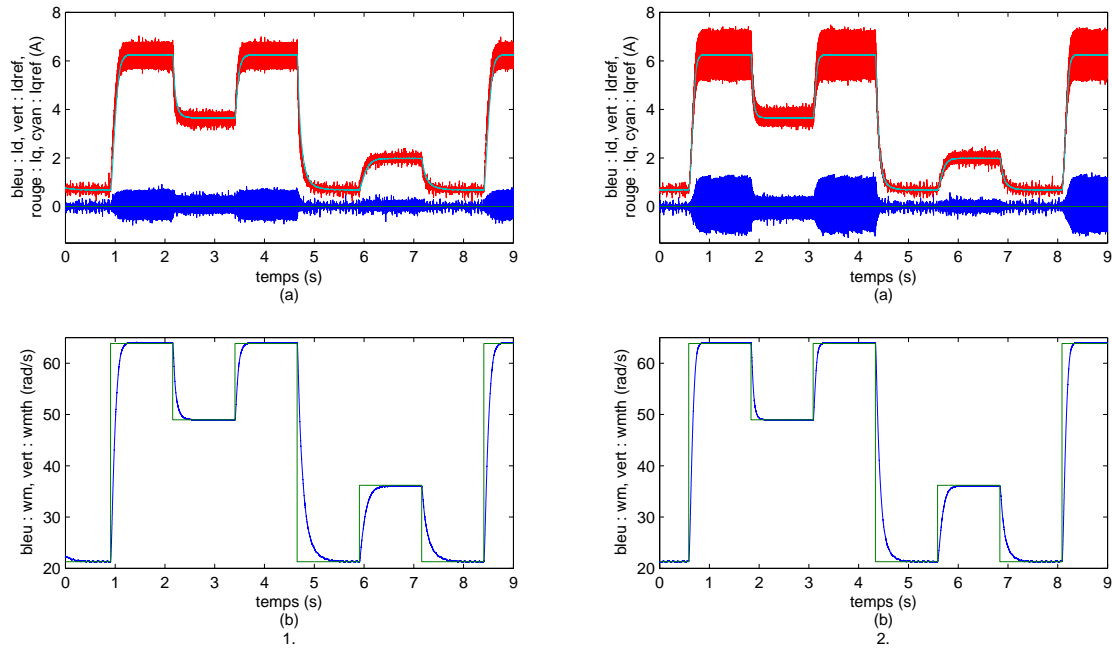 bleu : Id, vert : Idref,
rouge : Iq, cyan : Iqref (A)
8
6
4
2
0
0 1 2 3 4 5 6 7 8 9
temps (s)
(a)
bleu : Id, vert : Idref,
rouge : Iq, cyan : Iqref (A)
8
6
4
2
0
0 1 2 3 4 5 6 7 8 9
temps (s)
(a)
bleu : wm, vert : wmth (rad/s)
60
50
40
30
20
0 1 2 3 4 5 6 7 8 9
temps (s)
(b)
1.
bleu : wm, vert : wmth (rad/s)
60
50
40
30
20
0 1 2 3 4 5 6 7 8 9
temps (s)
(b)
2.